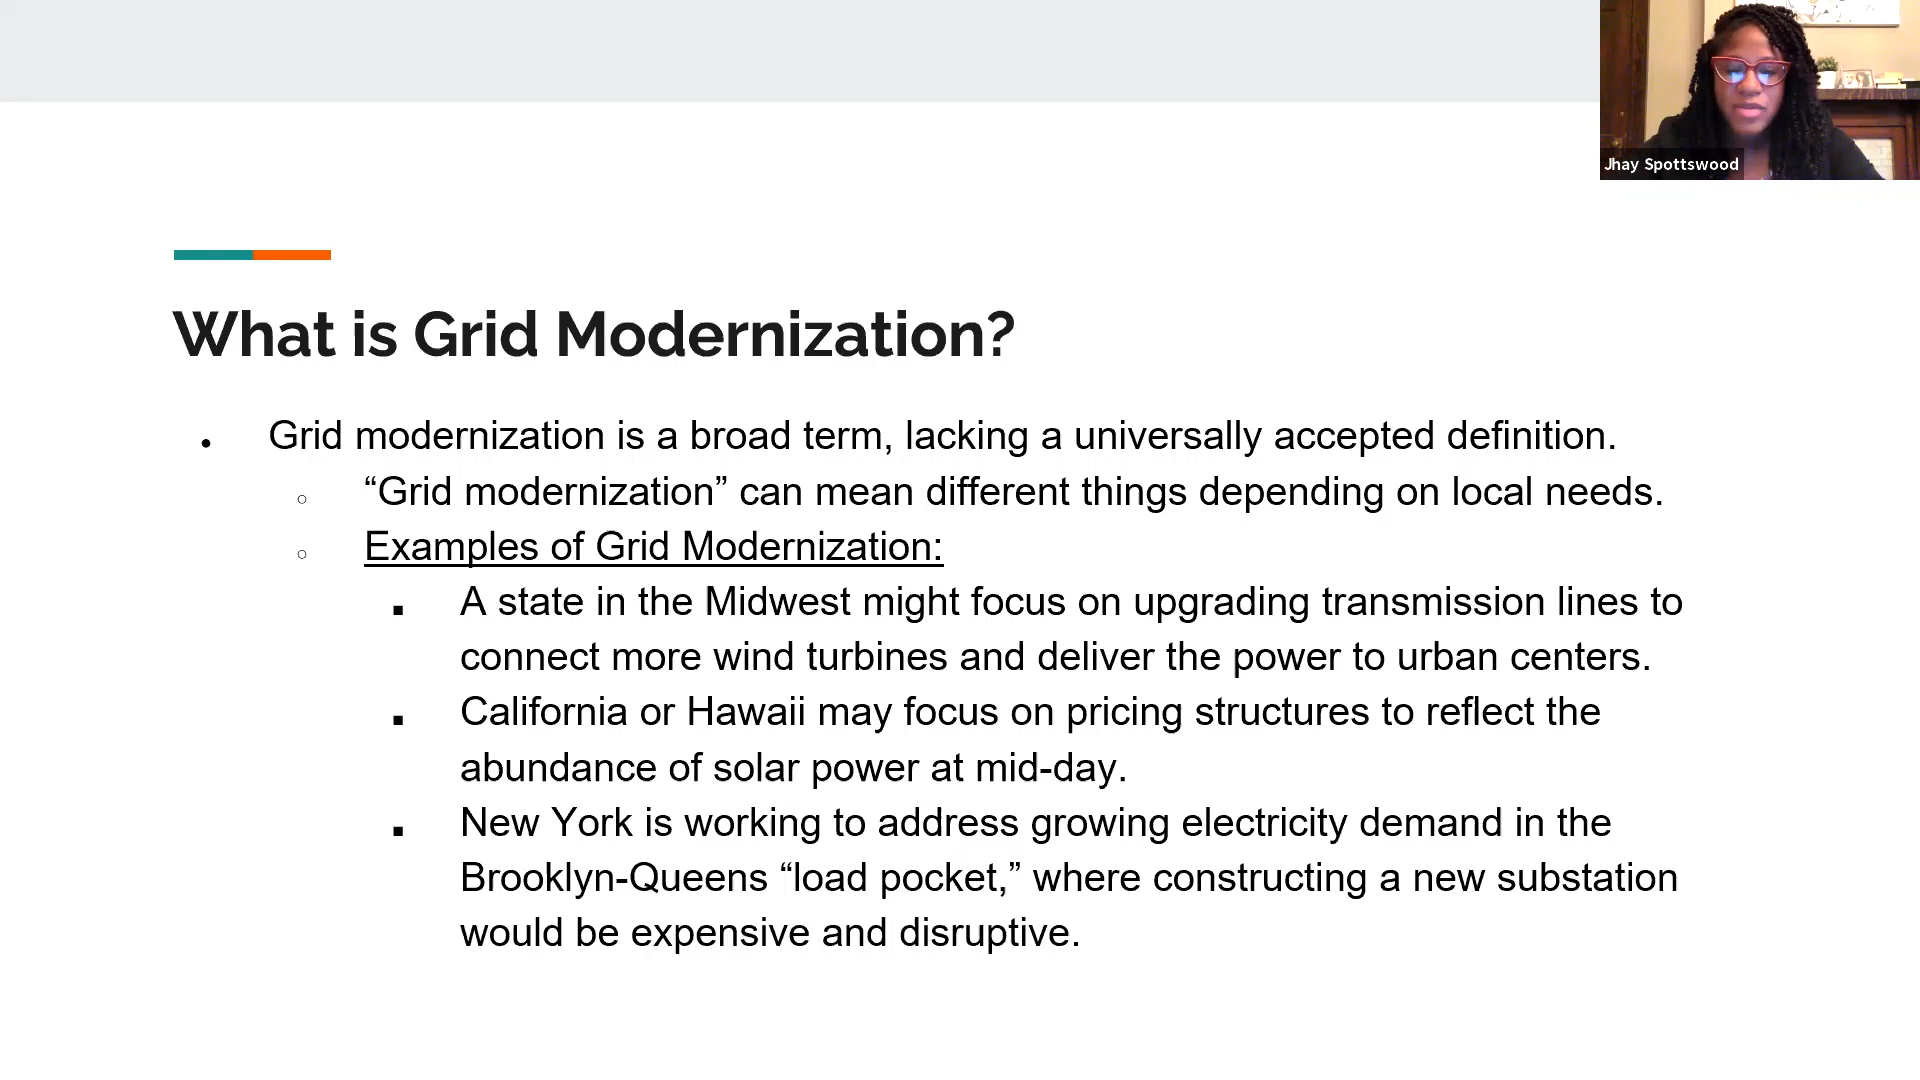 Jhay Spottswood
What is Grid Modernization?
● Grid modernization is a broad term, lacking a universally accepted definition.
○ “Grid modernization” can mean different things depending on local needs.
○ Examples of Grid Modernization:
■ A state in the Midwest might focus on upgrading transmission lines to
connect more wind turbines and deliver the power to urban centers.
■ California or Hawaii may focus on pricing structures to reflect the
abundance of solar power at mid-day.
■ New York is working to address growing electricity demand in the
Brooklyn-Queens “load pocket,” where constructing a new substation
would be expensive and disruptive.